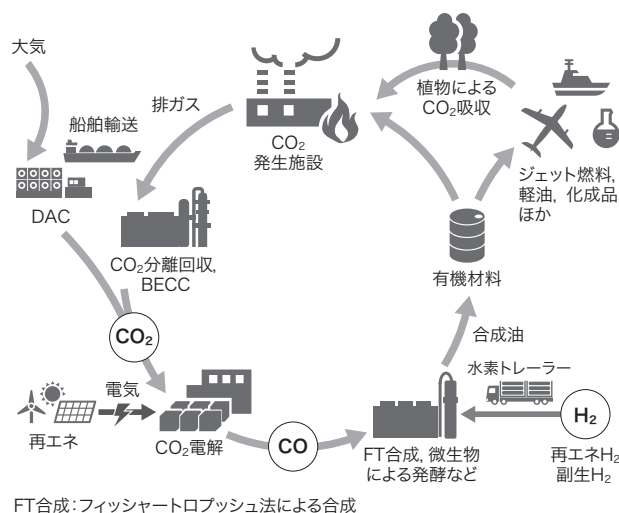 大気
船舶輸送
DAC
排ガス
CO₂分離回収,
BECC
CO₂
発生施設
植物による
CO₂吸収
ジェット燃料,
軽油, 化成品
ほか
有機材料
合成油
水素トレーラー
H₂
再エネH₂
副生H₂
FT合成, 微生物
による発酵など
CO
CO₂電解
CO₂
電気
再エネ
FT合成：フィッシャートロプッシュ法による合成